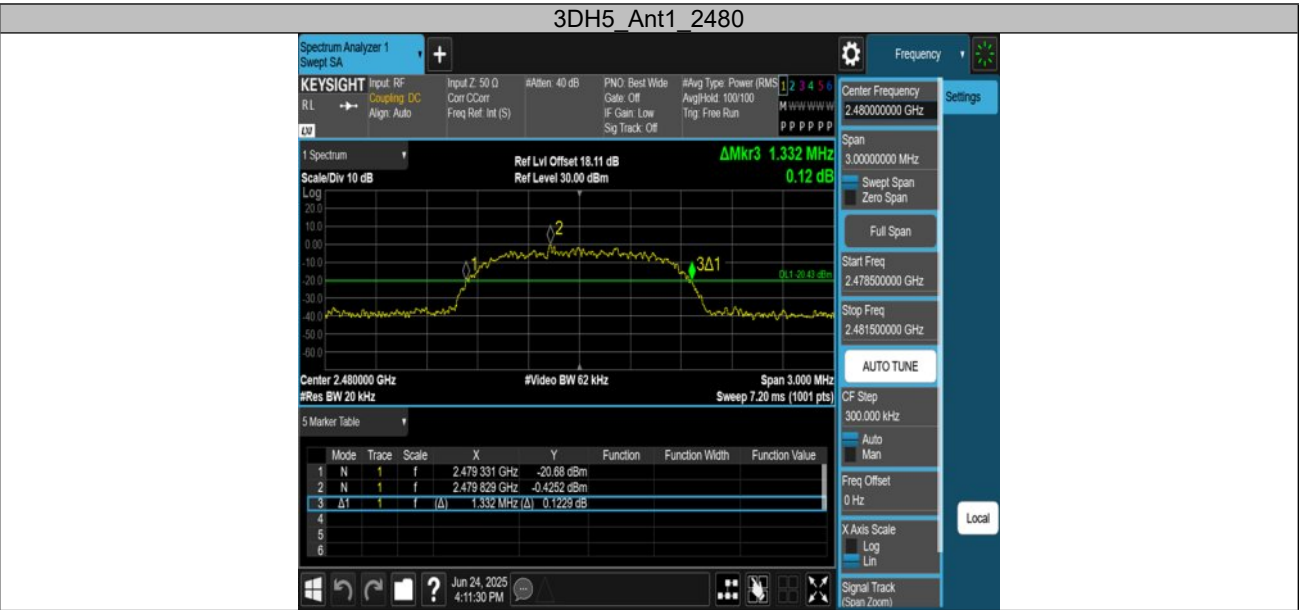 3DH5_Ant1_2480
Spectrum Analyzer 1
Swept SA
+
Frequency
KEYSIGHT
Input: RF
Input Z: 50 Ω
#Atten: 40 dB
PNO: Best Wide
#Avg Type: Power (RMS
1 2 3 4 5 6
RL
Coupling: DC
Corr CCorr
Gate: Off
Avg|Hold: 100/100
M W W W W W
Align: Auto
Freq Ref: Int (S)
IF Gain: Low
Trig: Free Run
Sig Track: Off
P P P P P P
LXI
1 Spectrum
Ref Lvl Offset 18.11 dB
ΔMkr3 1.332 MHz
Scale/Div 10 dB
Ref Level 30.00 dBm
0.12 dB
Log
20.0
10.0
0.00
-10.0
-20.0
-30.0
-40.0
-50.0
-60.0
1
2
3Δ1
DL1 -20.43 dBm
Center 2.480000 GHz
#Video BW 62 kHz
Span 3.000 MHz
#Res BW 20 kHz
Sweep 7.20 ms (1001 pts)
5 Marker Table
Mode Trace Scale X Y Function Function Width Function Value
1 N 1 f 2.479 331 GHz -20.68 dBm
2 N 1 f 2.479 829 GHz -0.4252 dBm
3 Δ1 1 f (Δ) 1.332 MHz (Δ) 0.1229 dB
4
5
6
?
Jun 24, 2025
4:11:30 PM
Center Frequency
2.480000000 GHz
Span
3.00000000 MHz
Swept Span
Zero Span
Full Span
Start Freq
2.478500000 GHz
Stop Freq
2.481500000 GHz
AUTO TUNE
CF Step
300.000 kHz
Auto
Man
Freq Offset
0 Hz
X Axis Scale
Log
Lin
Signal Track
(Span Zoom)
Settings
Local